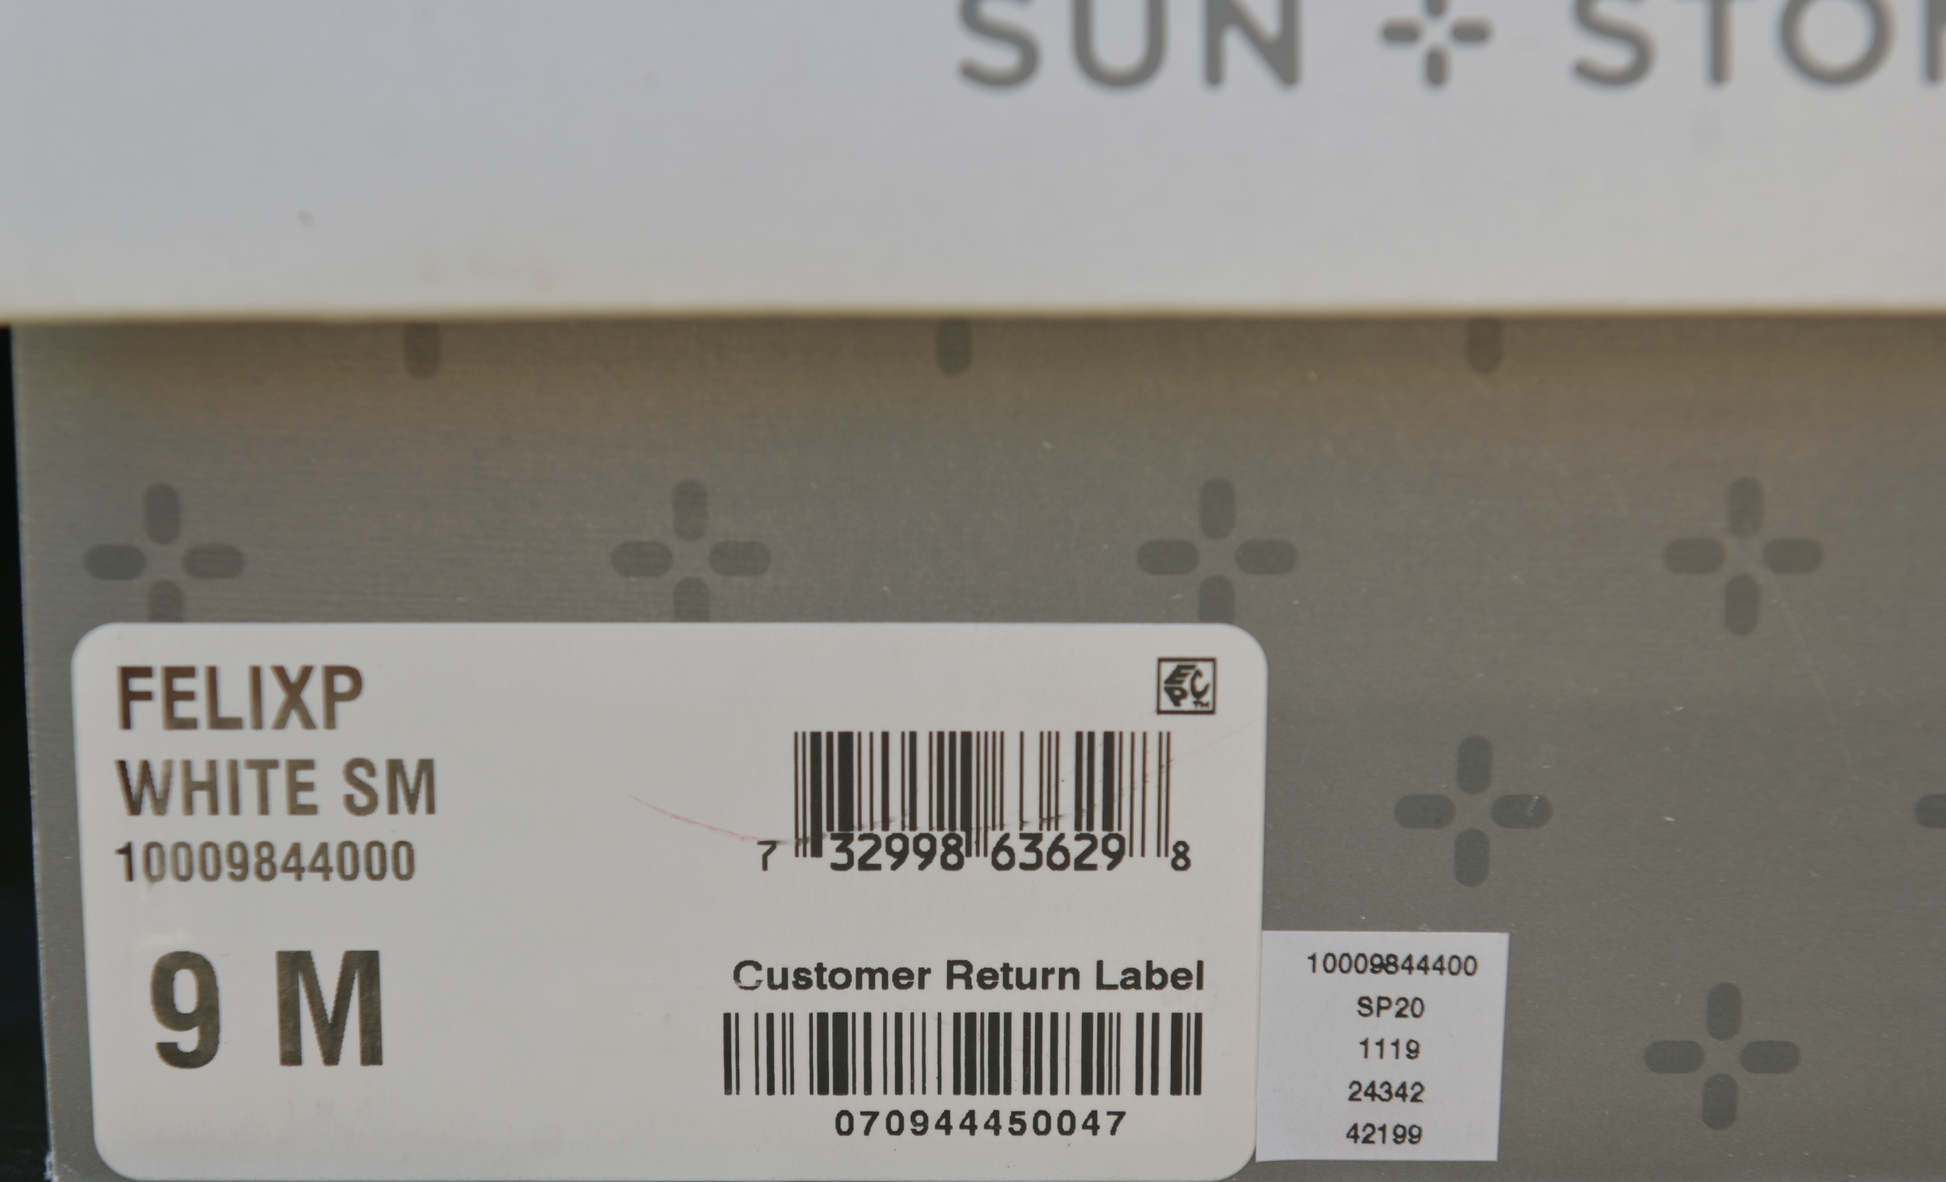 SUN + STO
FELIXP
WHITE SM
10009844000
9 M
EPC™
7 32998 63629 8
Customer Return Label
070944450047
10009844400
SP20
1119
24342
42199